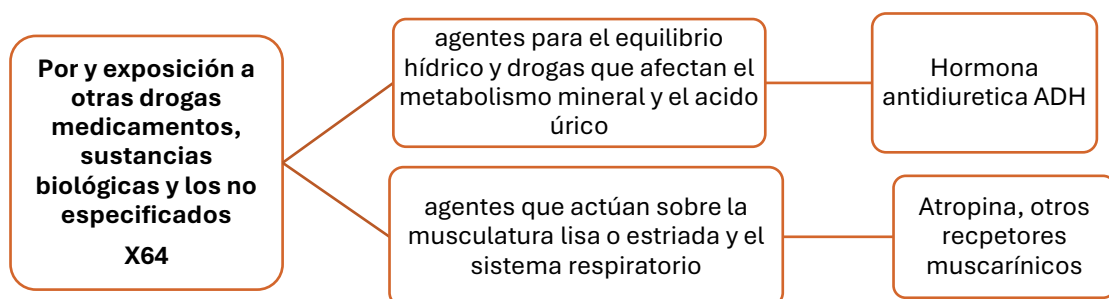 Por y exposición a
otras drogas
medicamentos,
sustancias
biológicas y los no
especificados
X64
agentes para el equilibrio
hídrico y drogas que afectan el
metabolismo mineral y el acido
úrico
Hormona
antidiuretica ADH
agentes que actúan sobre la
musculatura lisa o estriada y el
sistema respiratorio
Atropina, otros
recpetores
muscarínicos